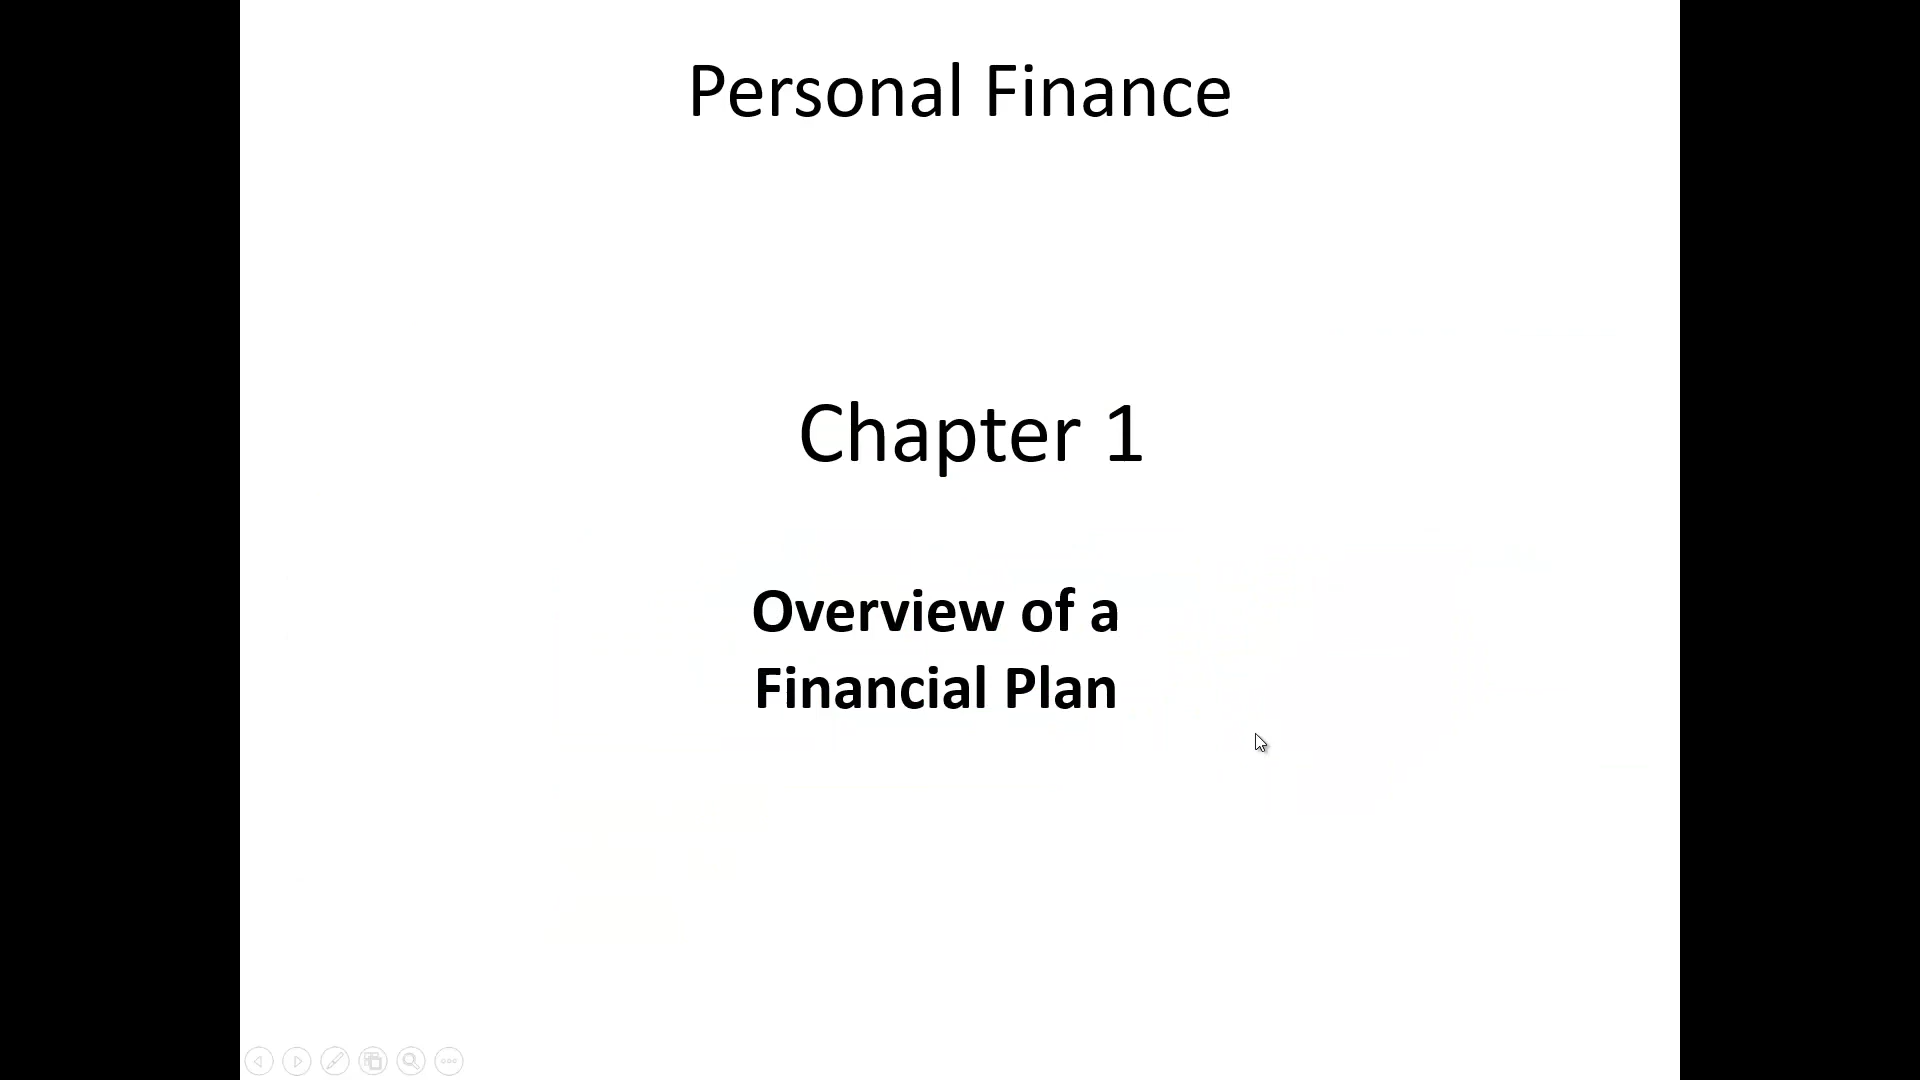 Personal Finance
Chapter 1
Overview of a
Financial Plan